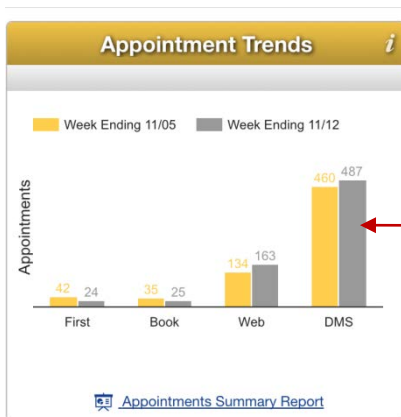 Appointment Trends i
Week Ending 11/05 Week Ending 11/12
Appointments
42 24 35 25 134 163 460 487
First Book Web DMS
Appointments Summary Report